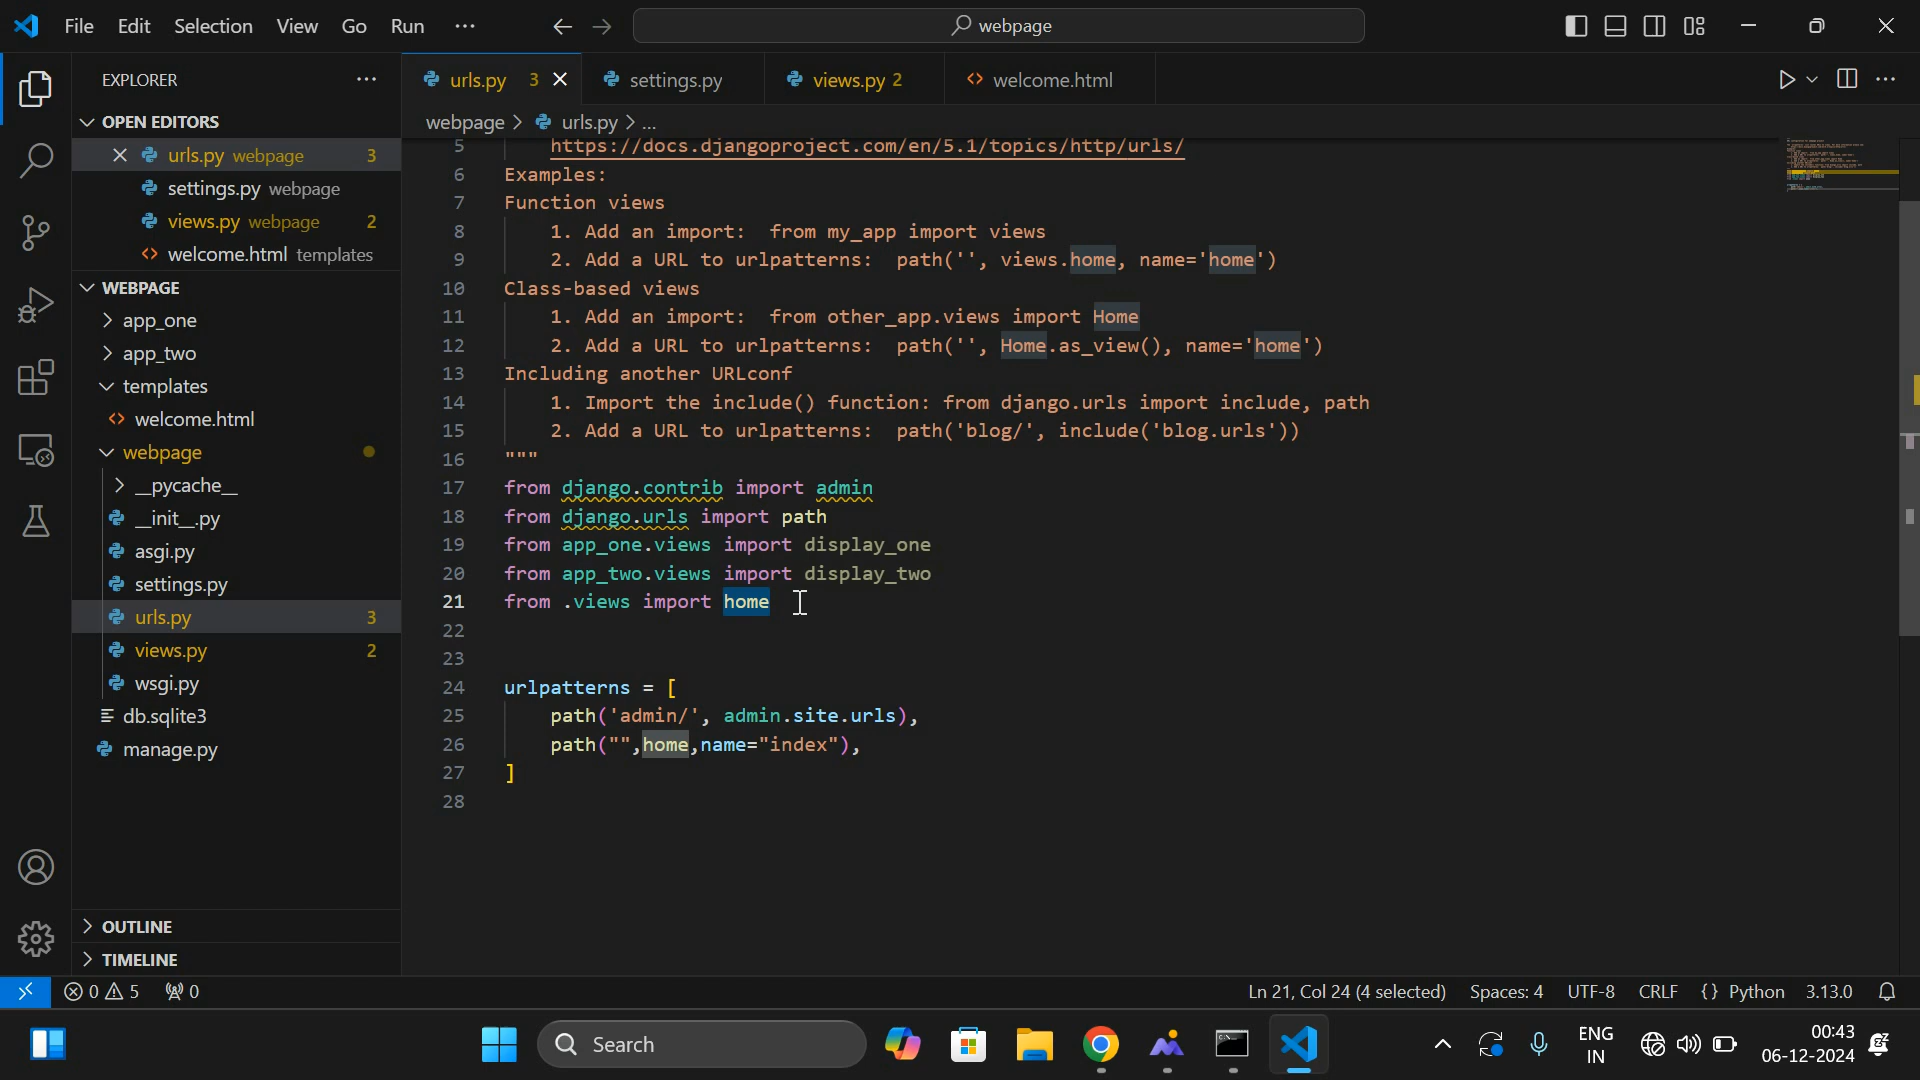 File Edit Selection View Go Run ···
webpage
EXPLORER
OPEN EDITORS
urls.py webpage 3
settings.py webpage
views.py webpage 2
welcome.html templates
WEBPAGE
app_one
app_two
templates
welcome.html
webpage
__pycache__
__init__.py
asgi.py
settings.py
urls.py 3
views.py 2
wsgi.py
db.sqlite3
manage.py
OUTLINE
TIMELINE
urls.py 3 settings.py views.py 2 welcome.html
webpage > urls.py > ...
5 https://docs.djangoproject.com/en/5.1/topics/http/urls/
6 Examples:
7 Function views
8 1. Add an import:  from my_app import views
9 2. Add a URL to urlpatterns:  path('', views.home, name='home')
10 Class-based views
11 1. Add an import:  from other_app.views import Home
12 2. Add a URL to urlpatterns:  path('', Home.as_view(), name='home')
13 Including another URLconf
14 1. Import the include() function: from django.urls import include, path
15 2. Add a URL to urlpatterns:  path('blog/', include('blog.urls'))
16 """
17 from django.contrib import admin
18 from django.urls import path
19 from app_one.views import display_one
20 from app_two.views import display_two
21 from .views import home
22
23
24 urlpatterns = [
25 path('admin/', admin.site.urls),
26 path("",home,name="index"),
27 ]
28
0 5 0 Ln 21, Col 24 (4 selected) Spaces: 4 UTF-8 CRLF {} Python 3.13.0
Search
ENG
IN
00:43
06-12-2024